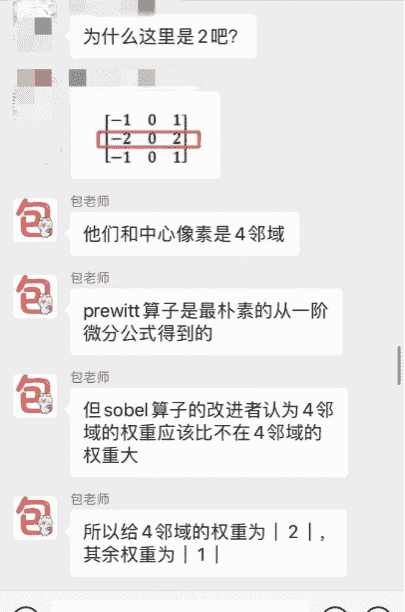 为什么这里是2吧?
[-1 0 1]
-2 0 2
[-1 0 1]
包
包老师
他们和中心像素是4邻域
包
包老师
prewitt算子是最朴素的从一阶
微分公式得到的
包
包老师
但sobel算子的改进者认为4邻
域的权重应该比不在4邻域的
权重大
包
包老师
所以给4邻域的权重为|2|,
其余权重为|1|